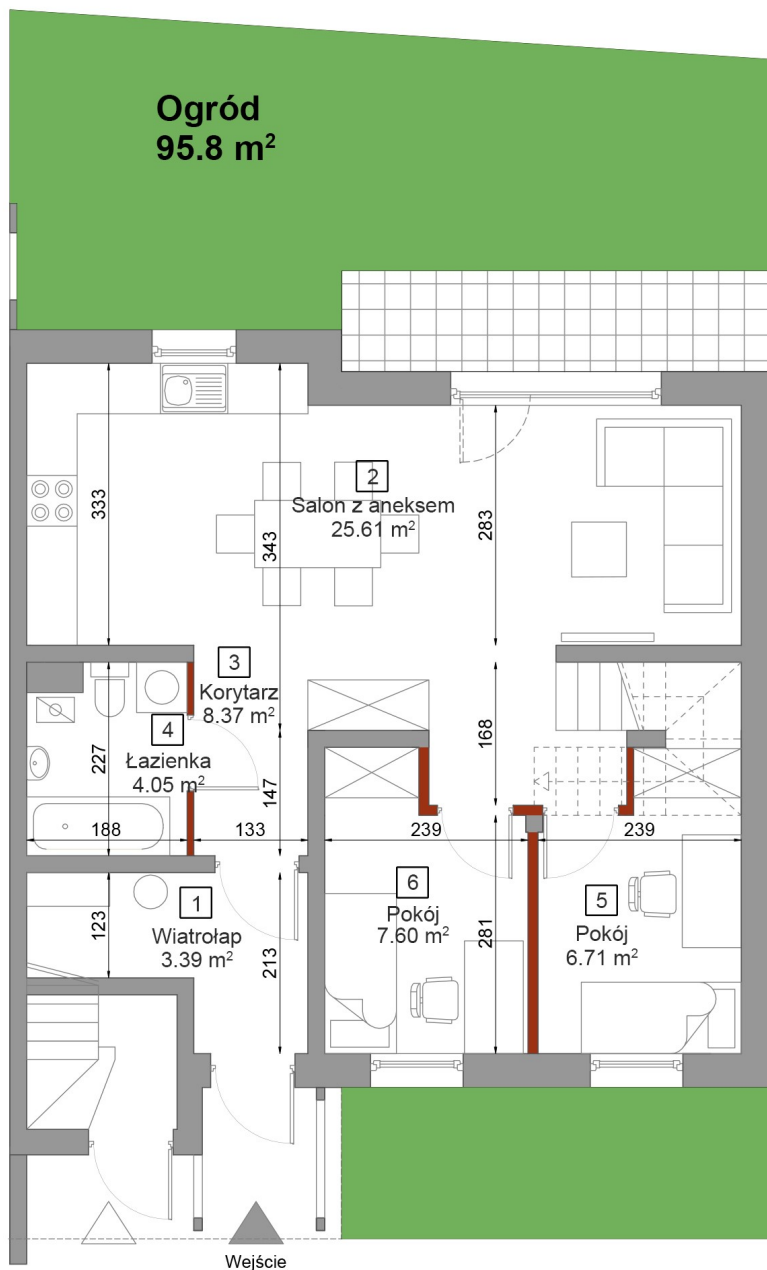 Ogród
95.8 m²
333
343
283
2
Salon z aneksem
25.61 m²
3
Korytarz
8.37 m²
4
Łazienka
4.05 m²
227
188
147
133
168
239
239
1
Wiatrołap
3.39 m²
123
213
6
Pokój
7.60 m²
281
5
Pokój
6.71 m²
Wejście